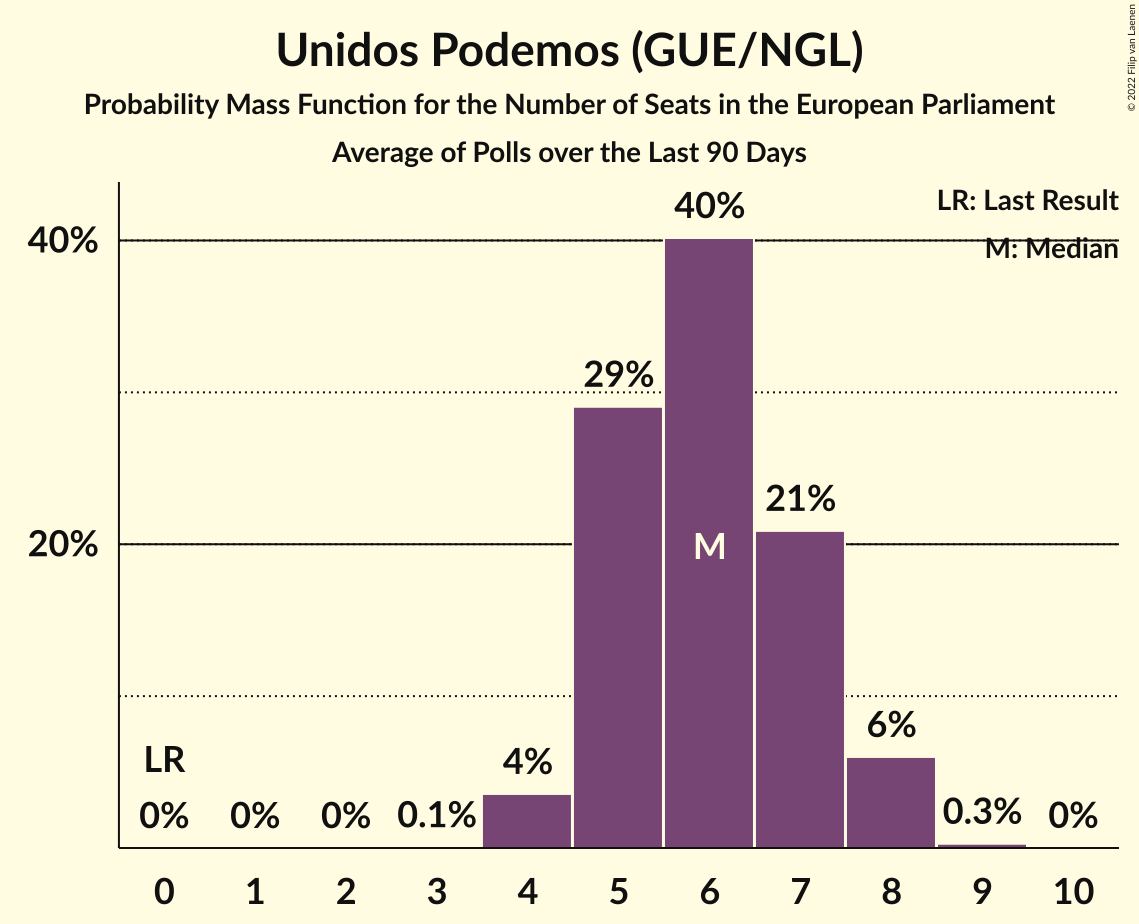 Unidos Podemos (GUE/NGL)
Probability Mass Function for the Number of Seats in the European Parliament
Average of Polls over the Last 90 Days
© 2022 Filip van Laenen
LR: Last Result
M: Median
40%
20%
LR
0%
0%
0%
0.1%
4%
29%
40%
M
21%
6%
0.3%
0%
0 1 2 3 4 5 6 7 8 9 10